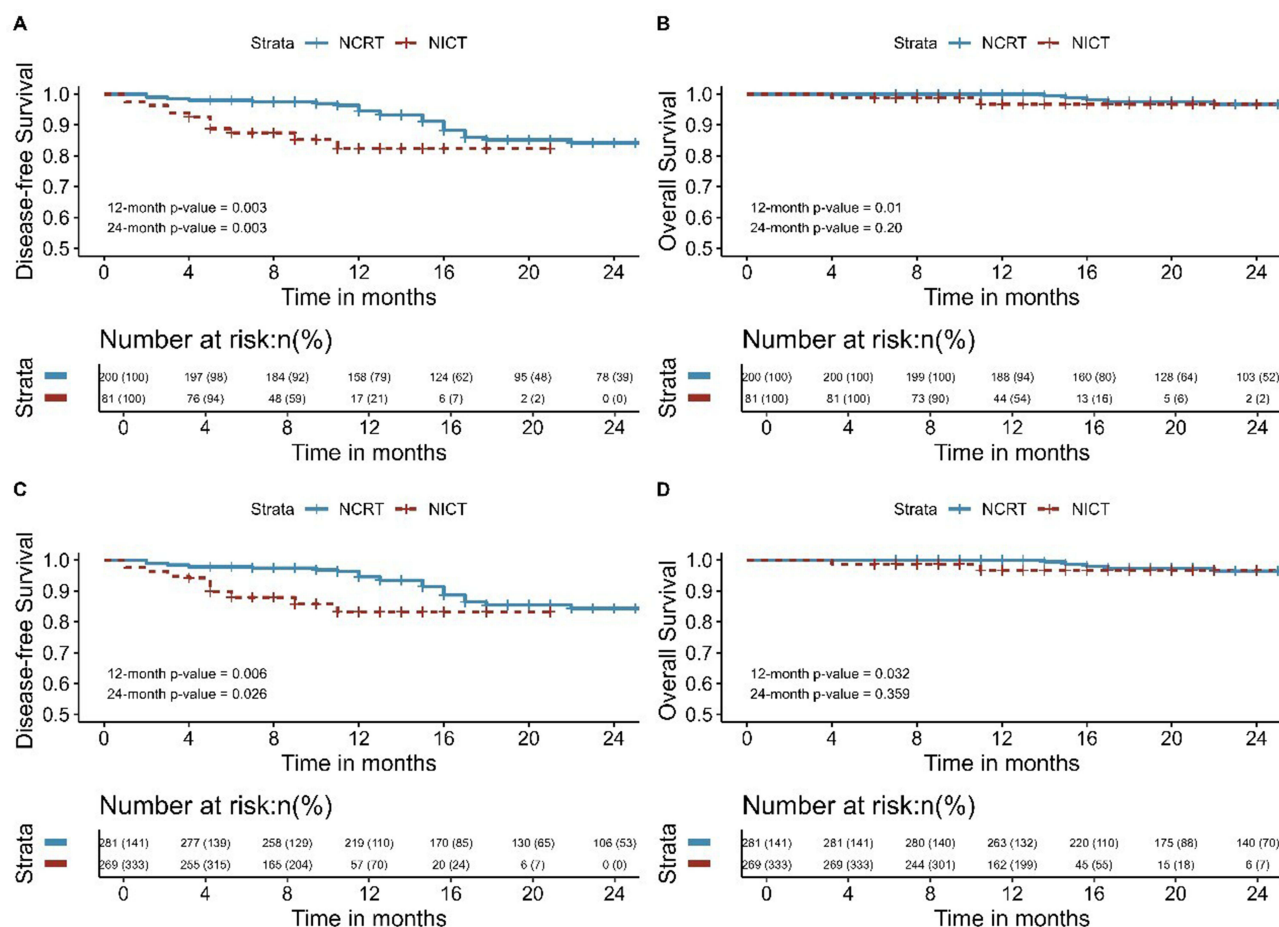 A
Strata NCRT NICT
Disease-free Survival
1.0
0.9
0.8
0.7
0.6
0.5
12-month p-value = 0.003
24-month p-value = 0.003
0 4 8 12 16 20 24
Time in months
Number at risk:n(%)
Strata
200 (100) 197 (98) 184 (92) 158 (79) 124 (62) 95 (48) 78 (39)
81 (100) 76 (94) 48 (59) 17 (21) 6 (7) 2 (2) 0 (0)
0 4 8 12 16 20 24
Time in months
B
Strata NCRT NICT
Overall Survival
1.0
0.9
0.8
0.7
0.6
0.5
12-month p-value = 0.01
24-month p-value = 0.20
0 4 8 12 16 20 24
Time in months
Number at risk:n(%)
Strata
200 (100) 200 (100) 199 (100) 188 (94) 160 (80) 128 (64) 103 (52)
81 (100) 81 (100) 73 (90) 44 (54) 13 (16) 5 (6) 2 (2)
0 4 8 12 16 20 24
Time in months
C
Strata NCRT NICT
Disease-free Survival
1.0
0.9
0.8
0.7
0.6
0.5
12-month p-value = 0.006
24-month p-value = 0.026
0 4 8 12 16 20 24
Time in months
Number at risk:n(%)
Strata
281 (141) 277 (139) 258 (129) 219 (110) 170 (85) 130 (65) 106 (53)
269 (333) 255 (315) 165 (204) 57 (70) 20 (24) 6 (7) 0 (0)
0 4 8 12 16 20 24
Time in months
D
Strata NCRT NICT
Overall Survival
1.0
0.9
0.8
0.7
0.6
0.5
12-month p-value = 0.032
24-month p-value = 0.359
0 4 8 12 16 20 24
Time in months
Number at risk:n(%)
Strata
281 (141) 281 (141) 280 (140) 263 (132) 220 (110) 175 (88) 140 (70)
269 (333) 269 (333) 244 (301) 162 (199) 45 (55) 15 (18) 6 (7)
0 4 8 12 16 20 24
Time in months